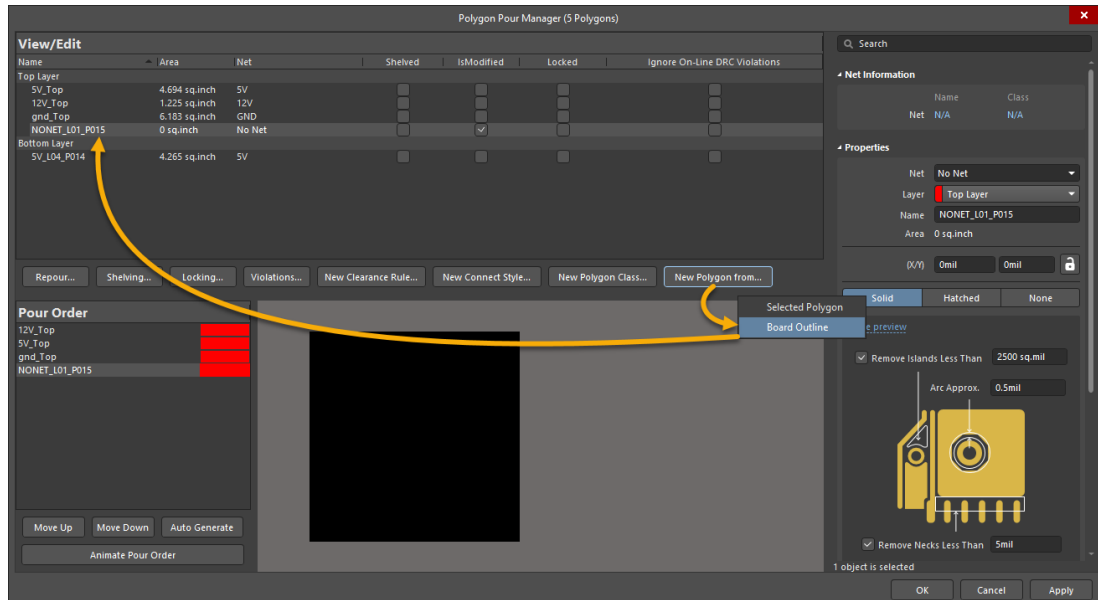 Polygon Pour Manager (5 Polygons)
View/Edit
Name Area Net Shelved IsModified Locked Ignore On-Line DRC Violations
Top Layer
5V_Top 4.694 sq.inch 5V
12V_Top 1.225 sq.inch 12V
gnd_Top 6.183 sq.inch GND
NONET_L01_P015 0 sq.inch No Net
Bottom Layer
5V_L04_P014 4.265 sq.inch 5V
Repour... Shelving... Locking... Violations... New Clearance Rule... New Connect Style... New Polygon Class... New Polygon from...
Selected Polygon
Board Outline
Pour Order
12V_Top
5V_Top
gnd_Top
NONET_L01_P015
Move Up Move Down Auto Generate
Animate Pour Order
Search
Net Information
Name Class
Net N/A N/A
Properties
Net No Net
Layer Top Layer
Name NONET_L01_P015
Area 0 sq.inch
(X/Y) 0mil 0mil
Solid Hatched None
preview
Remove Islands Less Than 2500 sq.mil
Arc Approx. 0.5mil
Remove Necks Less Than 5mil
1 object is selected
OK Cancel Apply